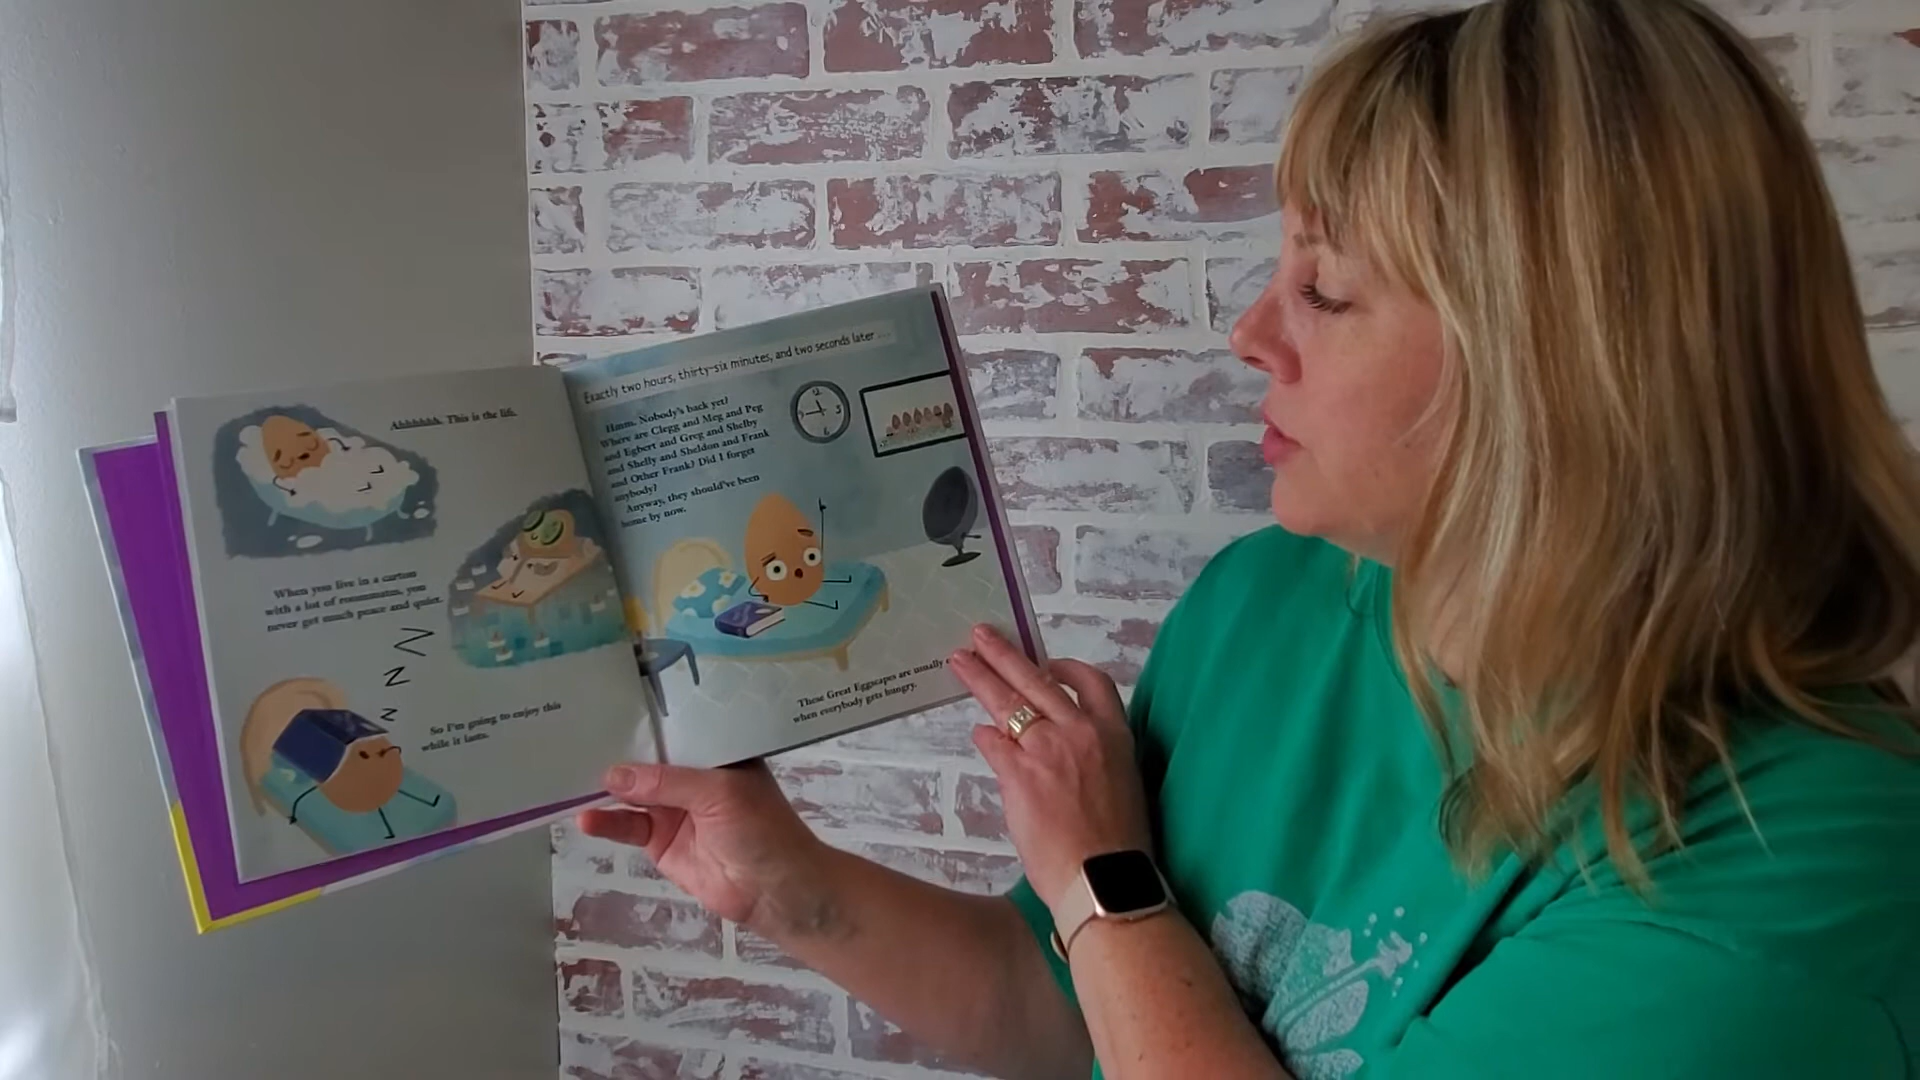 Ahhhhhh. This is the life.
When you live in a carton
with a lot of roommates, you
never get much peace and quiet.
Z
Z
Z
So I'm going to enjoy this
while it lasts.
Exactly two hours, thirty-six minutes, and two seconds later . . .
Hmm. Nobody's back yet?
Where are Clegg and Meg and Peg
and Egbert and Greg and Shelby
and Shelly and Sheldon and Frank
and Other Frank? Did I forget
anybody?
Anyway, they should've been
home by now.
12
3
6
9
These Great Eggscapes are usually
when everybody gets hungry.